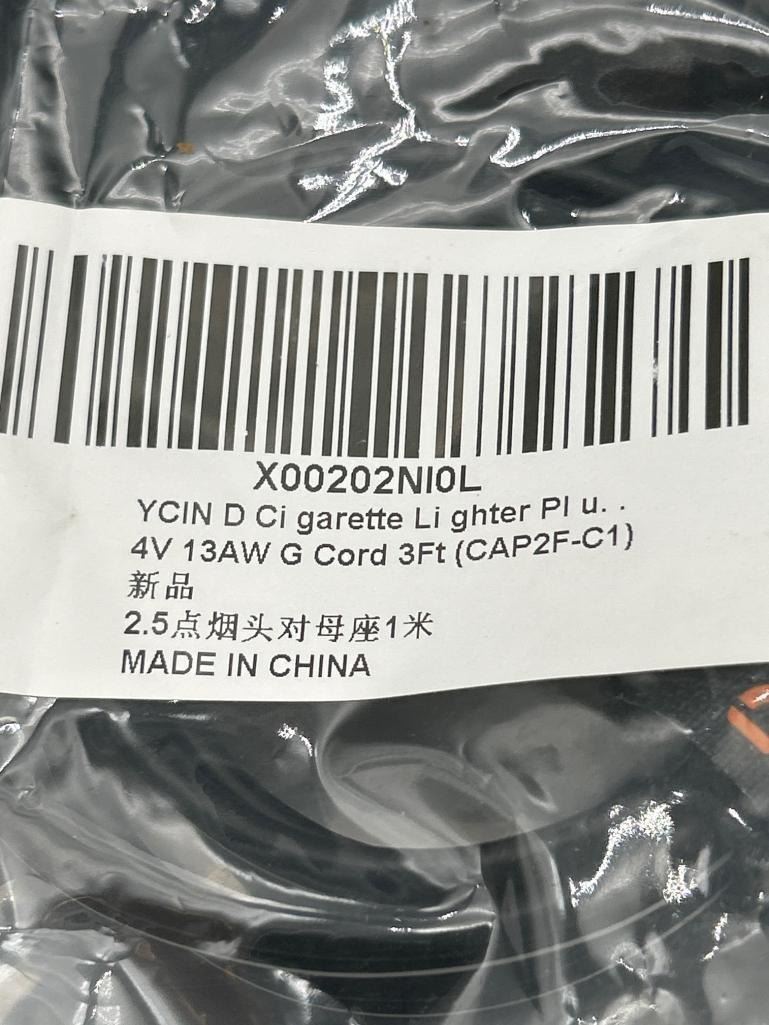 X00202NI0L
YCIN D Ci garette Li ghter Pl u. .
4V 13AW G Cord 3Ft (CAP2F-C1)
新品
2.5点烟头对母座1米
MADE IN CHINA